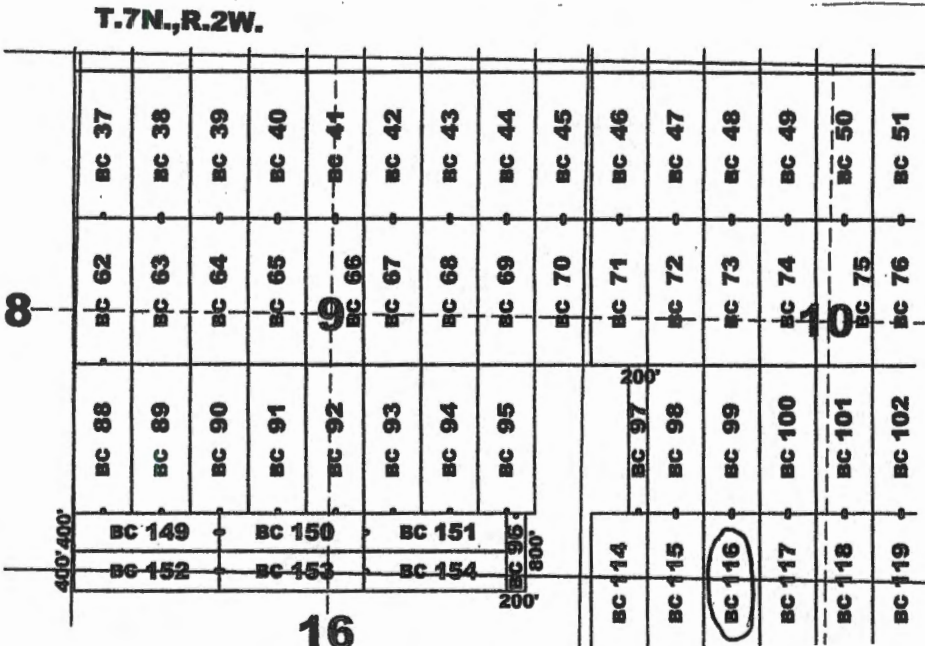 T.7N.,R.2W.
BC 37 BC 38 BC 39 BC 40 BC 41 BC 42 BC 43 BC 44 BC 45 BC 46 BC 47 BC 48 BC 49 BC 50 BC 51
BC 62 BC 63 BC 64 BC 65 BC 66 BC 67 BC 68 BC 69 BC 70 BC 71 BC 72 BC 73 BC 74 BC 75 BC 76
8 9 10
200'
BC 88 BC 89 BC 90 BC 91 BC 92 BC 93 BC 94 BC 95 BC 97 BC 98 BC 99 BC 100 BC 101 BC 102
400' BC 149 BC 150 BC 151 BC 96 800'
400' BC 152 BC 153 BC 154
BC 114 BC 115 BC 116 BC 117 BC 118 BC 119
200'
16